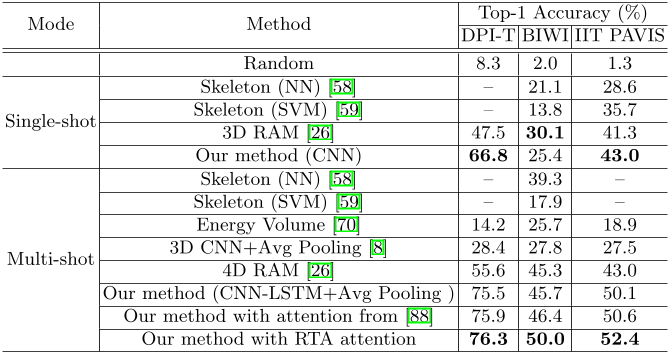 Mode Method Top-1 Accuracy (%)
DPI-T BIWI IIT PAVIS
Random 8.3 2.0 1.3
Single-shot
Skeleton (NN) [58] – 21.1 28.6
Skeleton (SVM) [59] – 13.8 35.7
3D RAM [26] 47.5 30.1 41.3
Our method (CNN) 66.8 25.4 43.0
Multi-shot
Skeleton (NN) [58] – 39.3 –
Skeleton (SVM) [59] – 17.9 –
Energy Volume [70] 14.2 25.7 18.9
3D CNN+Avg Pooling [8] 28.4 27.8 27.5
4D RAM [26] 55.6 45.3 43.0
Our method (CNN-LSTM+Avg Pooling ) 75.5 45.7 50.1
Our method with attention from [88] 75.9 46.4 50.6
Our method with RTA attention 76.3 50.0 52.4